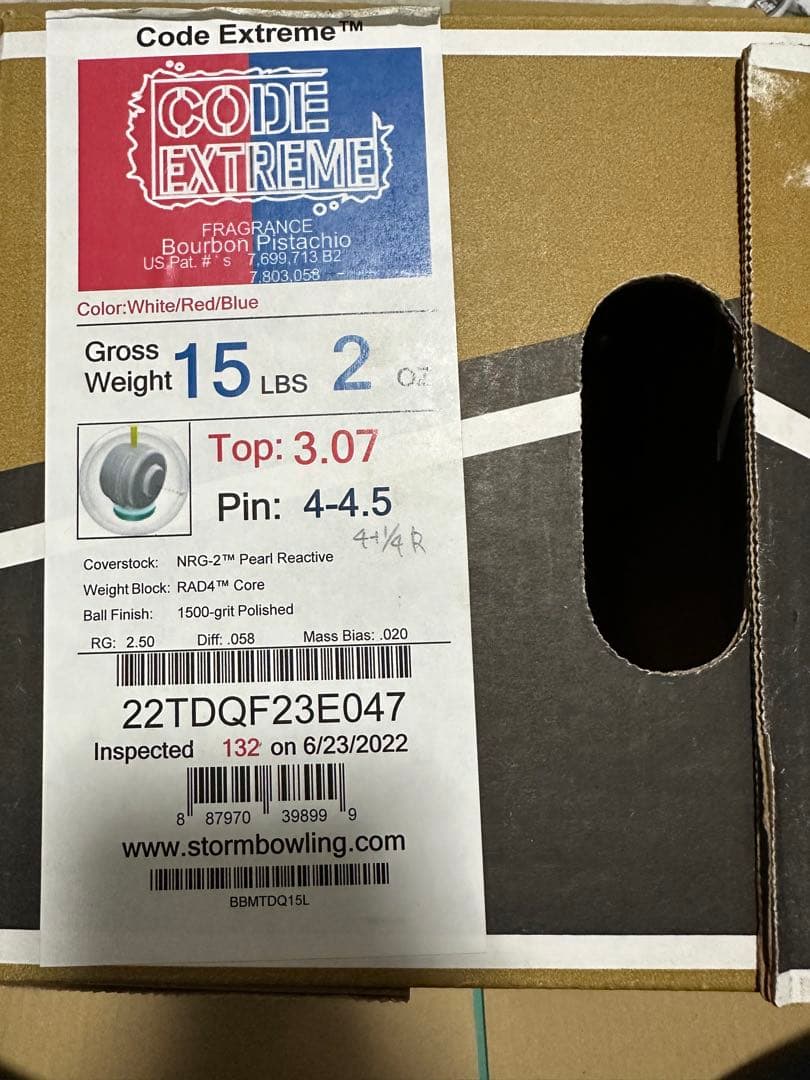 Code Extreme™
CODE
EXTREME
FRAGRANCE
Bourbon Pistachio
US Pat. #'s 7,699,713 B2
7,803,058
Color:White/Red/Blue
Gross Weight 15 LBS 2 OZ
Top: 3.07
Pin: 4-4.5
4+1/4 R
Coverstock: NRG-2™ Pearl Reactive
Weight Block: RAD4™ Core
Ball Finish: 1500-grit Polished
RG: 2.50 Diff: .058 Mass Bias: .020
22TDQF23E047
Inspected 132 on 6/23/2022
8 87970 39899 9
www.stormbowling.com
BBMTDQ15L